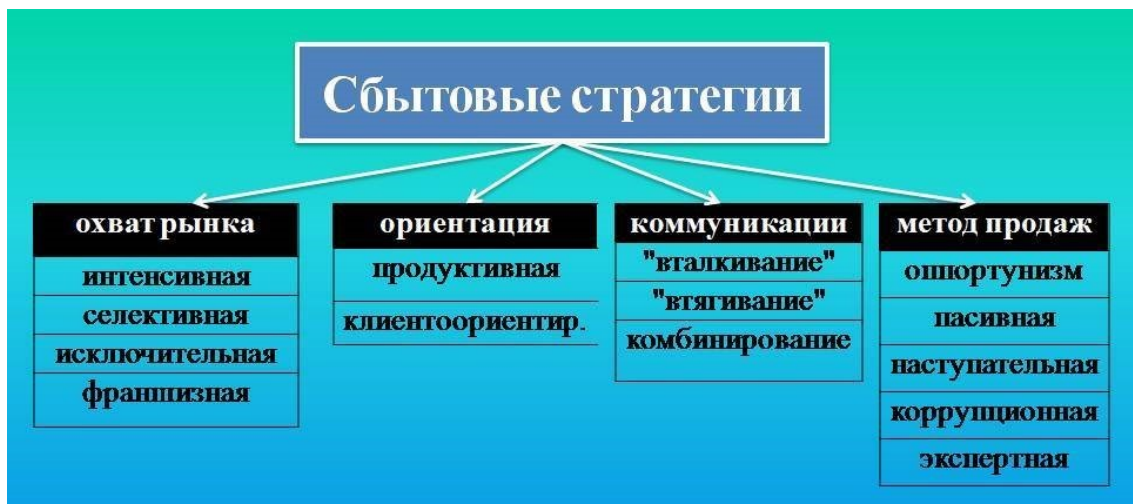 Сбытовые стратегии
охват рынка
интенсивная
селективная
исключительная
франшизная
ориентация
продуктивная
клиентоориентир.
коммуникации
"вталкивание"
"втягивание"
комбинирование
метод продаж
оппортунизм
пасивная
наступательная
коррупционная
экспертная